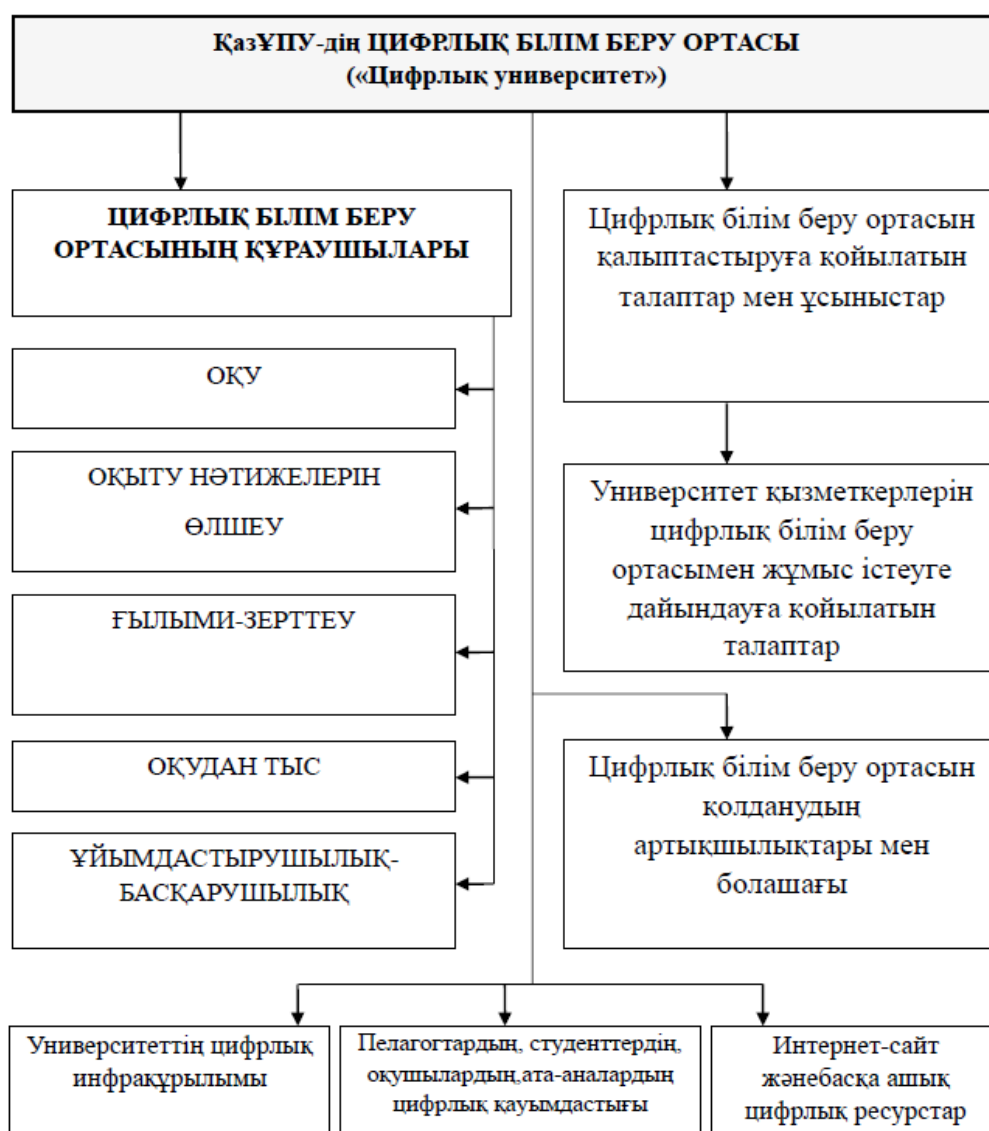 ҚазҰПУ-дің ЦИФРЛЫҚ БІЛІМ БЕРУ ОРТАСЫ
(«Цифрлық университет»)
ЦИФРЛЫҚ БІЛІМ БЕРУ
ОРТАСЫНЫҢ ҚҰРАУШЫЛАРЫ
ОҚУ
ОҚЫТУ НӘТИЖЕЛЕРІН
ӨЛШЕУ
ҒЫЛЫМИ-ЗЕРТТЕУ
ОҚУДАН ТЫС
ҰЙЫМДАСТЫРУШЫЛЫҚ-
БАСҚАРУШЫЛЫҚ
Цифрлық білім беру ортасын
қалыптастыруға қойылатын
талаптар мен ұсыныстар
Университет қызметкерлерін
цифрлық білім беру
ортасымен жұмыс істеуге
дайындауға қойылатын
талаптар
Цифрлық білім беру ортасын
қолданудың
артықшылықтары мен
болашағы
Университеттің цифрлық
инфрақұрылымы
Пелагогтардың, студенттердің,
оқушылардың,ата-аналардың
цифрлық қауымдастығы
Интернет-сайт
жәнебасқа ашық
цифрлық ресурстар